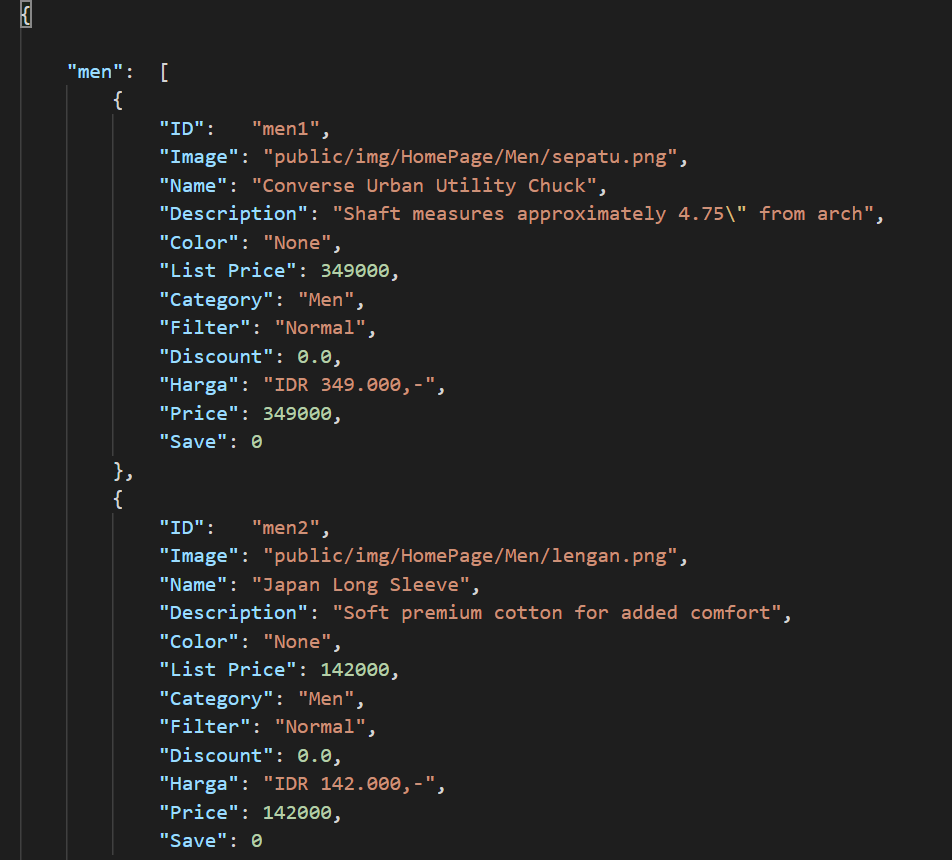 {
"men":  [
{
"ID":   "men1",
"Image": "public/img/HomePage/Men/sepatu.png",
"Name": "Converse Urban Utility Chuck",
"Description": "Shaft measures approximately 4.75\" from arch",
"Color": "None",
"List Price": 349000,
"Category": "Men",
"Filter": "Normal",
"Discount": 0.0,
"Harga": "IDR 349.000,-",
"Price": 349000,
"Save": 0
},
{
"ID":   "men2",
"Image": "public/img/HomePage/Men/lengan.png",
"Name": "Japan Long Sleeve",
"Description": "Soft premium cotton for added comfort",
"Color": "None",
"List Price": 142000,
"Category": "Men",
"Filter": "Normal",
"Discount": 0.0,
"Harga": "IDR 142.000,-",
"Price": 142000,
"Save": 0